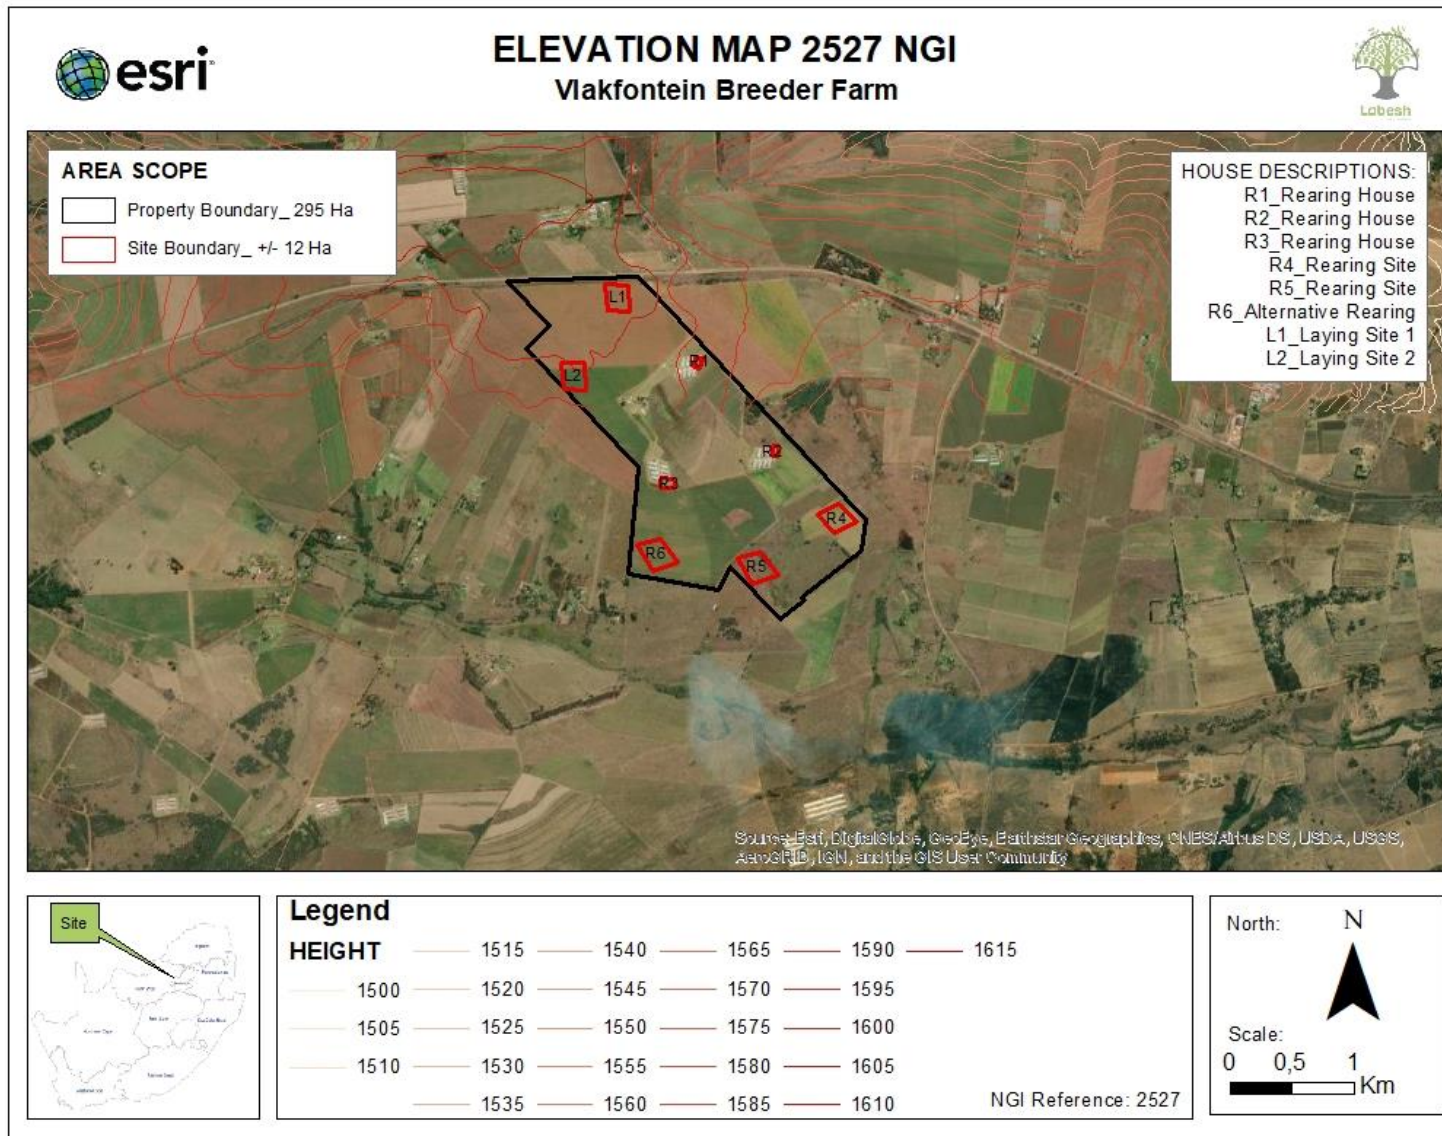 esri
ELEVATION MAP 2527 NGI
Vlakfontein Breeder Farm
Lobesh
AREA SCOPE
Property Boundary_ 295 Ha
Site Boundary_ +/- 12 Ha
HOUSE DESCRIPTIONS:
R1_Rearing House
R2_Rearing House
R3_Rearing House
R4_Rearing Site
R5_Rearing Site
R6_Alternative Rearing
L1_Laying Site 1
L2_Laying Site 2
L1
R1
L2
R2
R3
R4
R6
R5
Source: Esri, DigitalGlobe, GeoEye, Earthstar Geographics, CNES/Airbus DS, USDA, USGS,
AeroGRID, IGN, and the GIS User Community
Site
Legend
HEIGHT
1500
1505
1510
1515
1520
1525
1530
1535
1540
1545
1550
1555
1560
1565
1570
1575
1580
1585
1590
1595
1600
1605
1610
1615
NGI Reference: 2527
North:
N
Scale:
0 0,5 1
Km